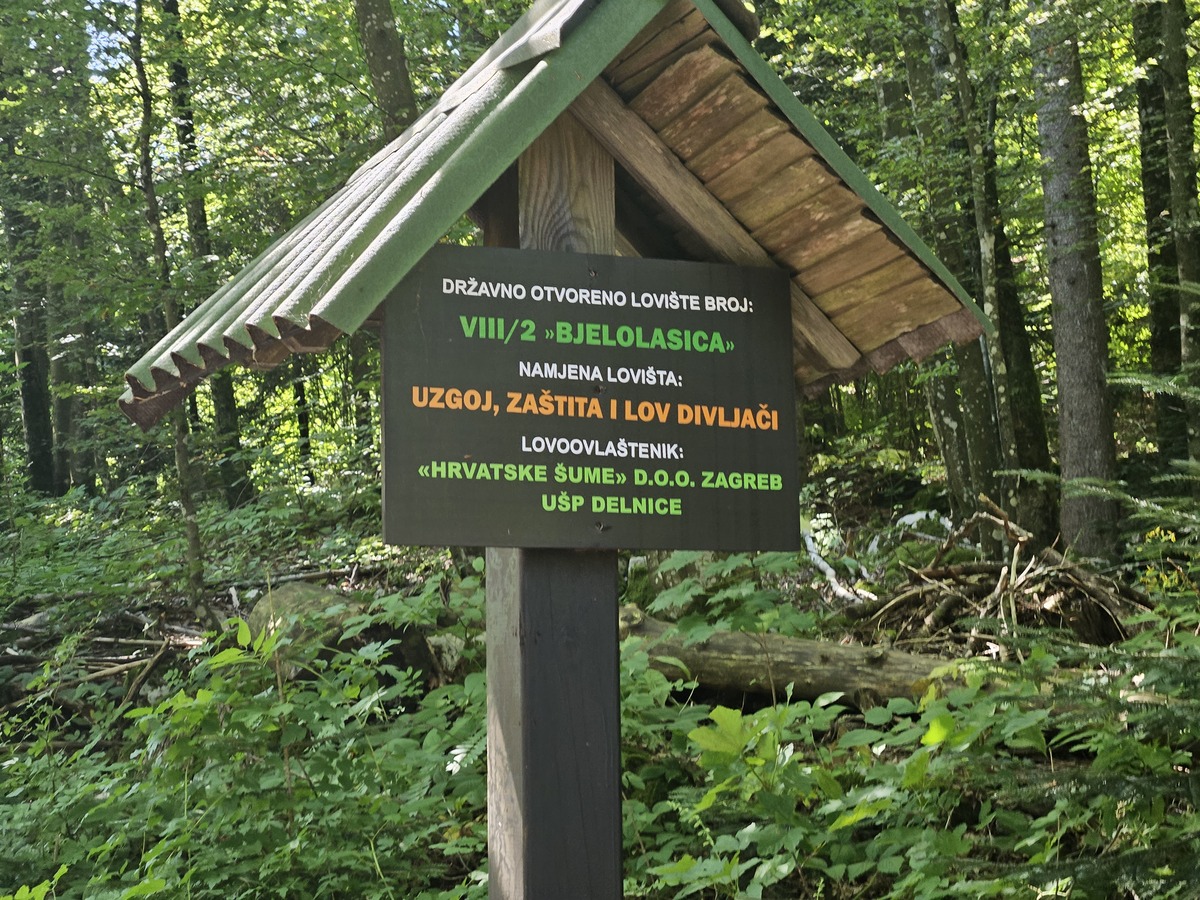 DRŽAVNO OTVORENO LOVIŠTE BROJ:
VIII/2 »BJELOLASICA»
NAMJENA LOVIŠTA:
UZGOJ, ZAŠTITA I LOV DIVLJAČI
LOVOOVLAŠTENIK:
«HRVATSKE ŠUME» D.O.O. ZAGREB
UŠP DELNICE